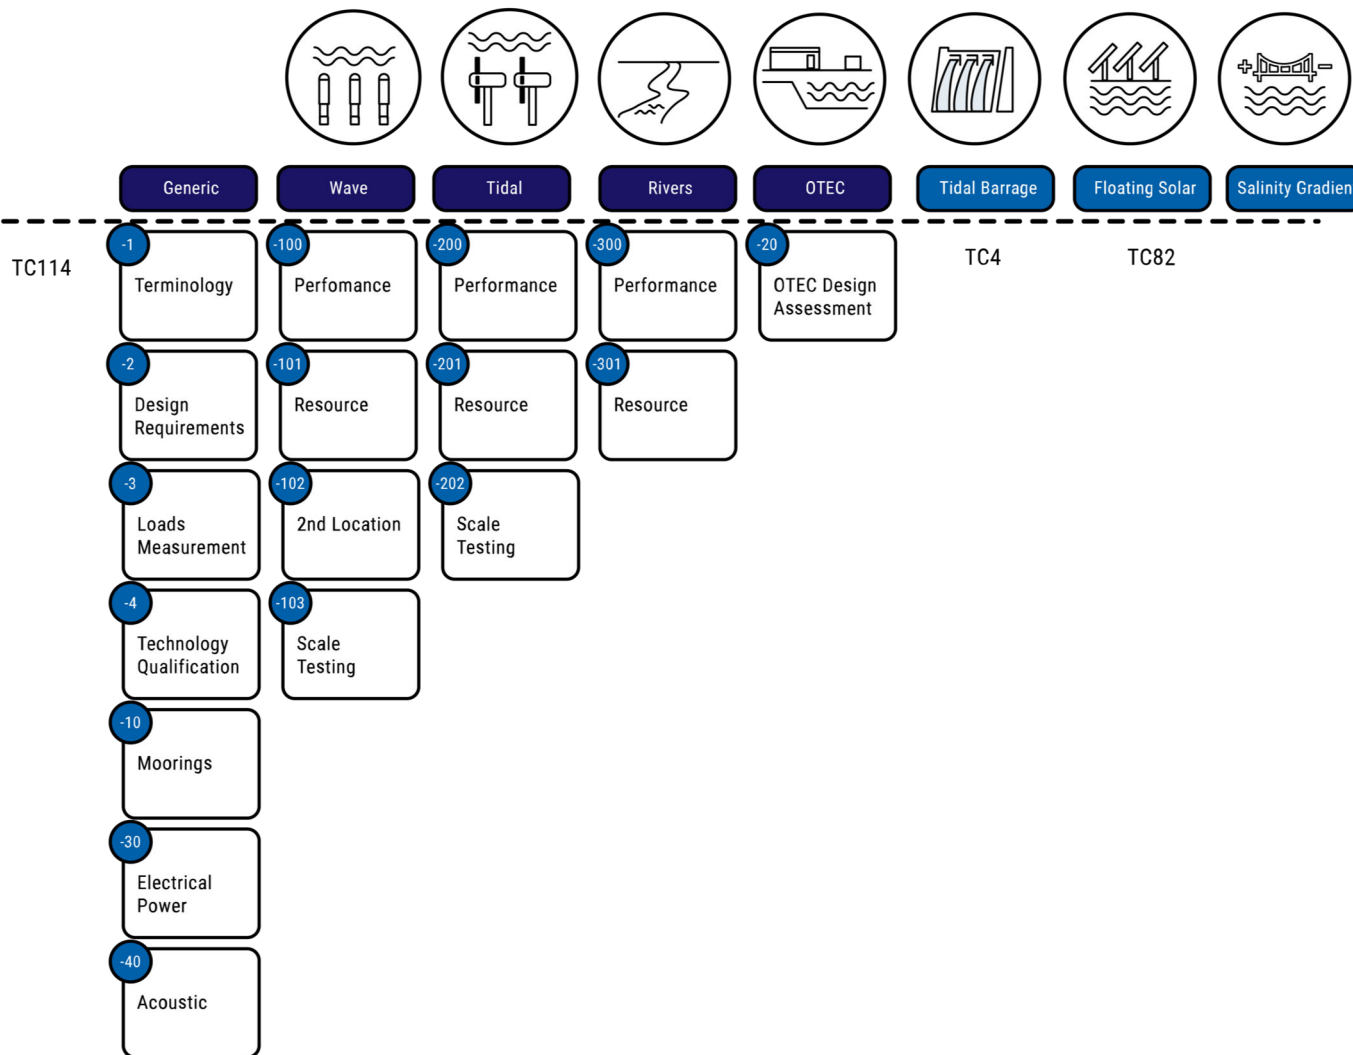 Generic
Wave
Tidal
Rivers
OTEC
Tidal Barrage
Floating Solar
Salinity Gradien
TC114
-1
Terminology
-100
Perfomance
-200
Performance
-300
Performance
-20
OTEC Design
Assessment
TC4
TC82
-2
Design
Requirements
-101
Resource
-201
Resource
-301
Resource
-3
Loads
Measurement
-102
2nd Location
-202
Scale
Testing
-4
Technology
Qualification
-103
Scale
Testing
-10
Moorings
-30
Electrical
Power
-40
Acoustic